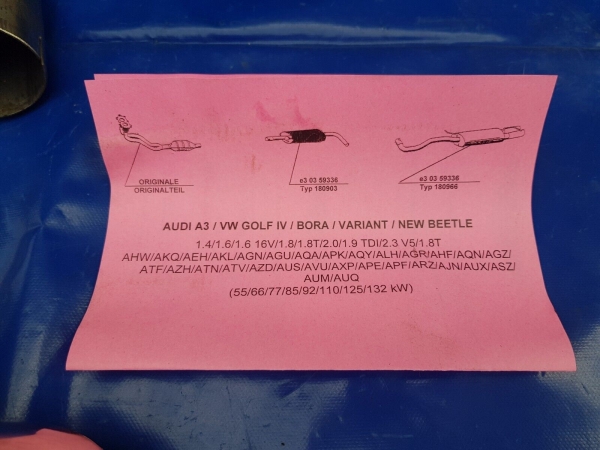 ORIGINALE
ORIGINALTEIL
e3 03 59336
Typ 180903
e3 03 59336
Typ 180966
AUDI A3 / VW GOLF IV / BORA / VARIANT / NEW BEETLE
1.4/1.6/1.6 16V/1.8/1.8T/2.0/1.9 TDI/2.3 V5/1.8T
AHW/AKQ/AEH/AKL/AGN/AGU/AQA/APK/AQY/ALH/AGR/AHF/AQN/AGZ/
ATF/AZH/ATN/ATV/AZD/AUS/AVU/AXP/APE/APF/ARZ/AJN/AUX/ASZ/
AUM/AUQ
(55/66/77/85/92/110/125/132 kW)